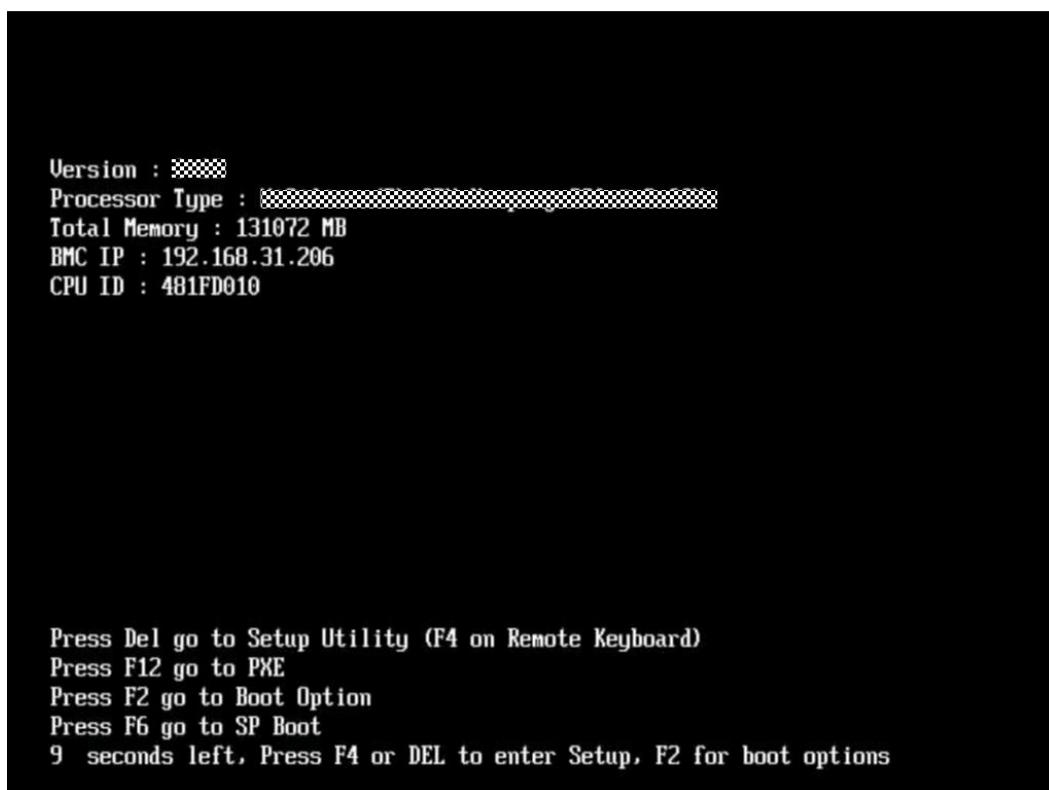 Version :
Processor Type :
Total Memory : 131072 MB
BMC IP : 192.168.31.206
CPU ID : 481FD010
Press Del go to Setup Utility (F4 on Remote Keyboard)
Press F12 go to PXE
Press F2 go to Boot Option
Press F6 go to SP Boot
9 seconds left, Press F4 or DEL to enter Setup, F2 for boot options